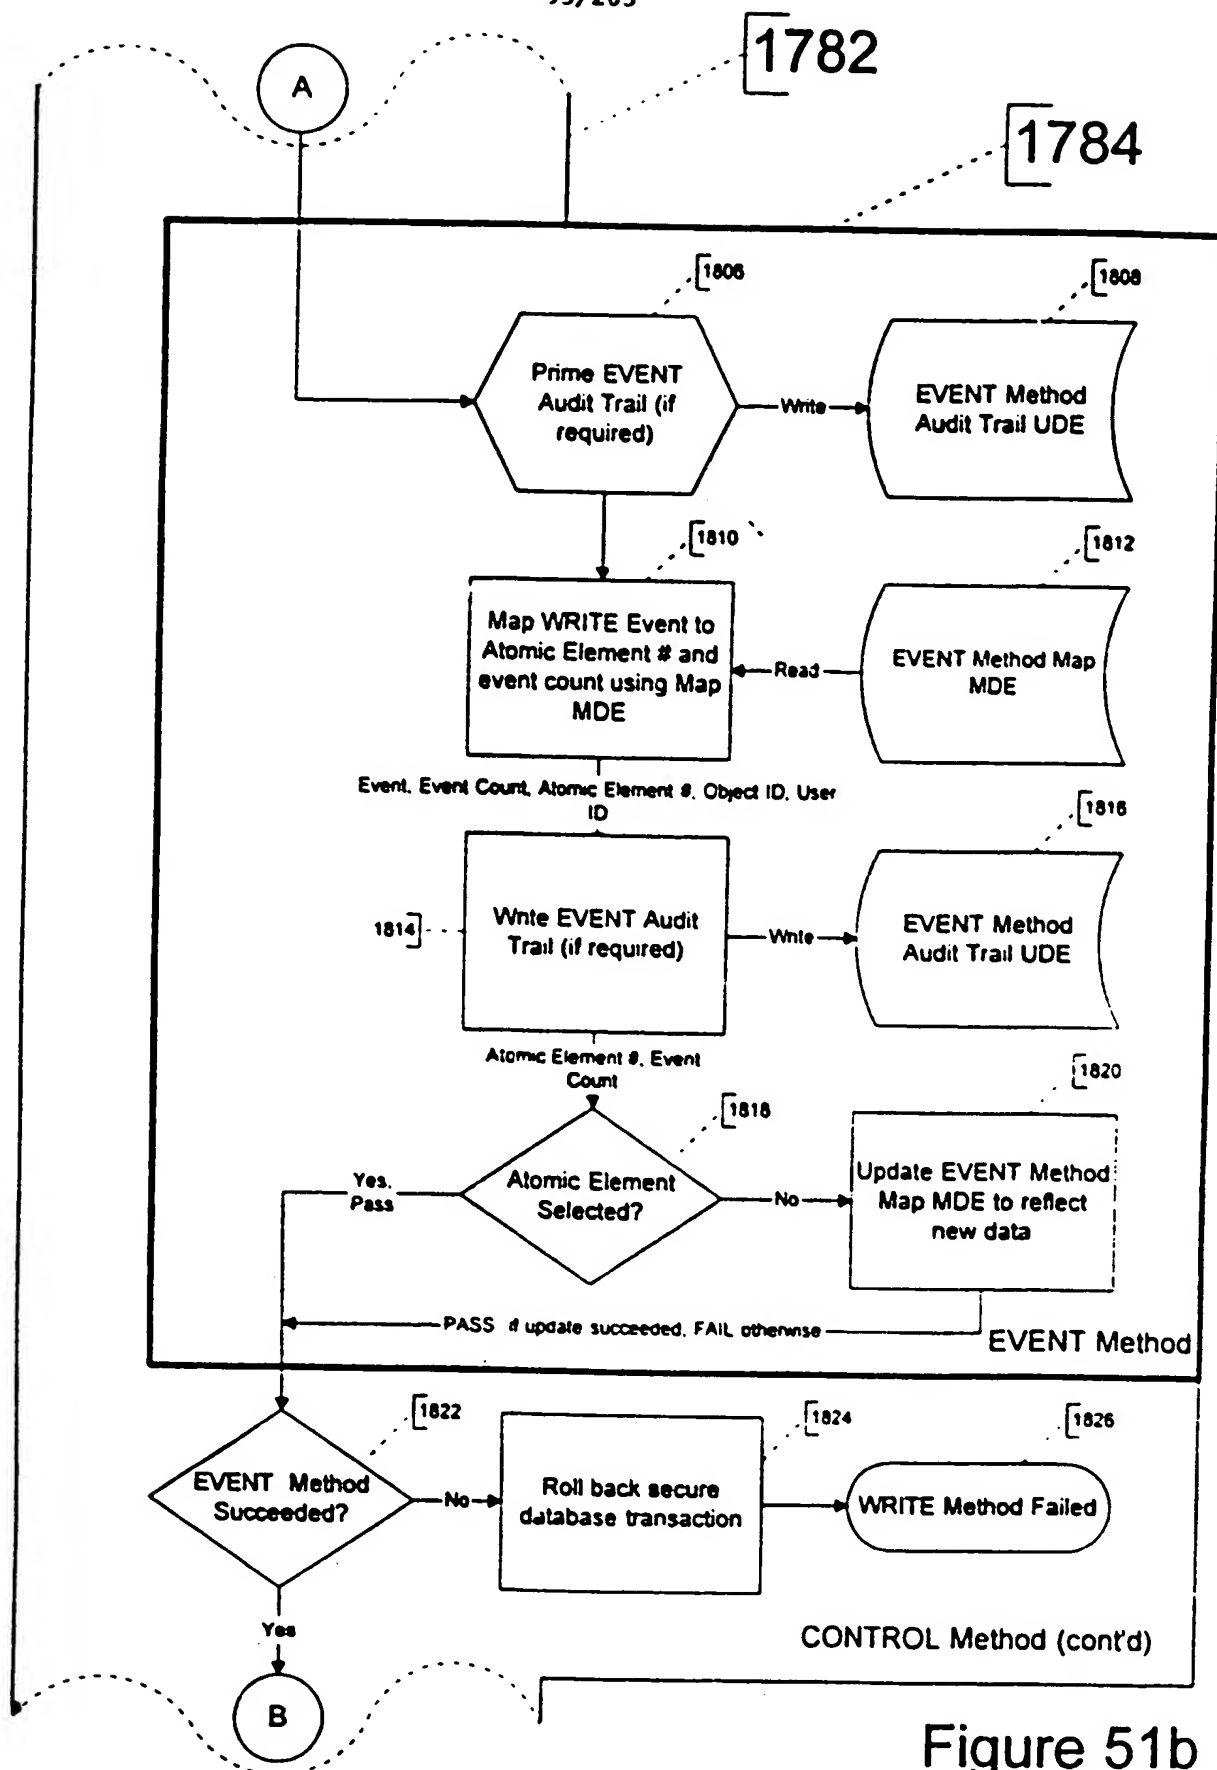 1782
1784
A
1806
1808
Prime EVENT
Audit Trail (if
required)
Write
EVENT Method
Audit Trail UDE
1810
1812
Map WRITE Event to
Atomic Element # and
event count using Map
MDE
Read
EVENT Method Map
MDE
Event, Event Count, Atomic Element #, Object ID, User
ID
1816
1814
Write EVENT Audit
Trail (if required)
Write
EVENT Method
Audit Trail UDE
Atomic Element #, Event
Count
1818
1820
Yes,
Pass
Atomic Element
Selected?
No
Update EVENT Method
Map MDE to reflect
new data
PASS if update succeeded, FAIL otherwise
EVENT Method
1822
1824
1826
EVENT Method
Succeeded?
No
Roll back secure
database transaction
WRITE Method Failed
Yes
CONTROL Method (cont'd)
B
Figure 51b